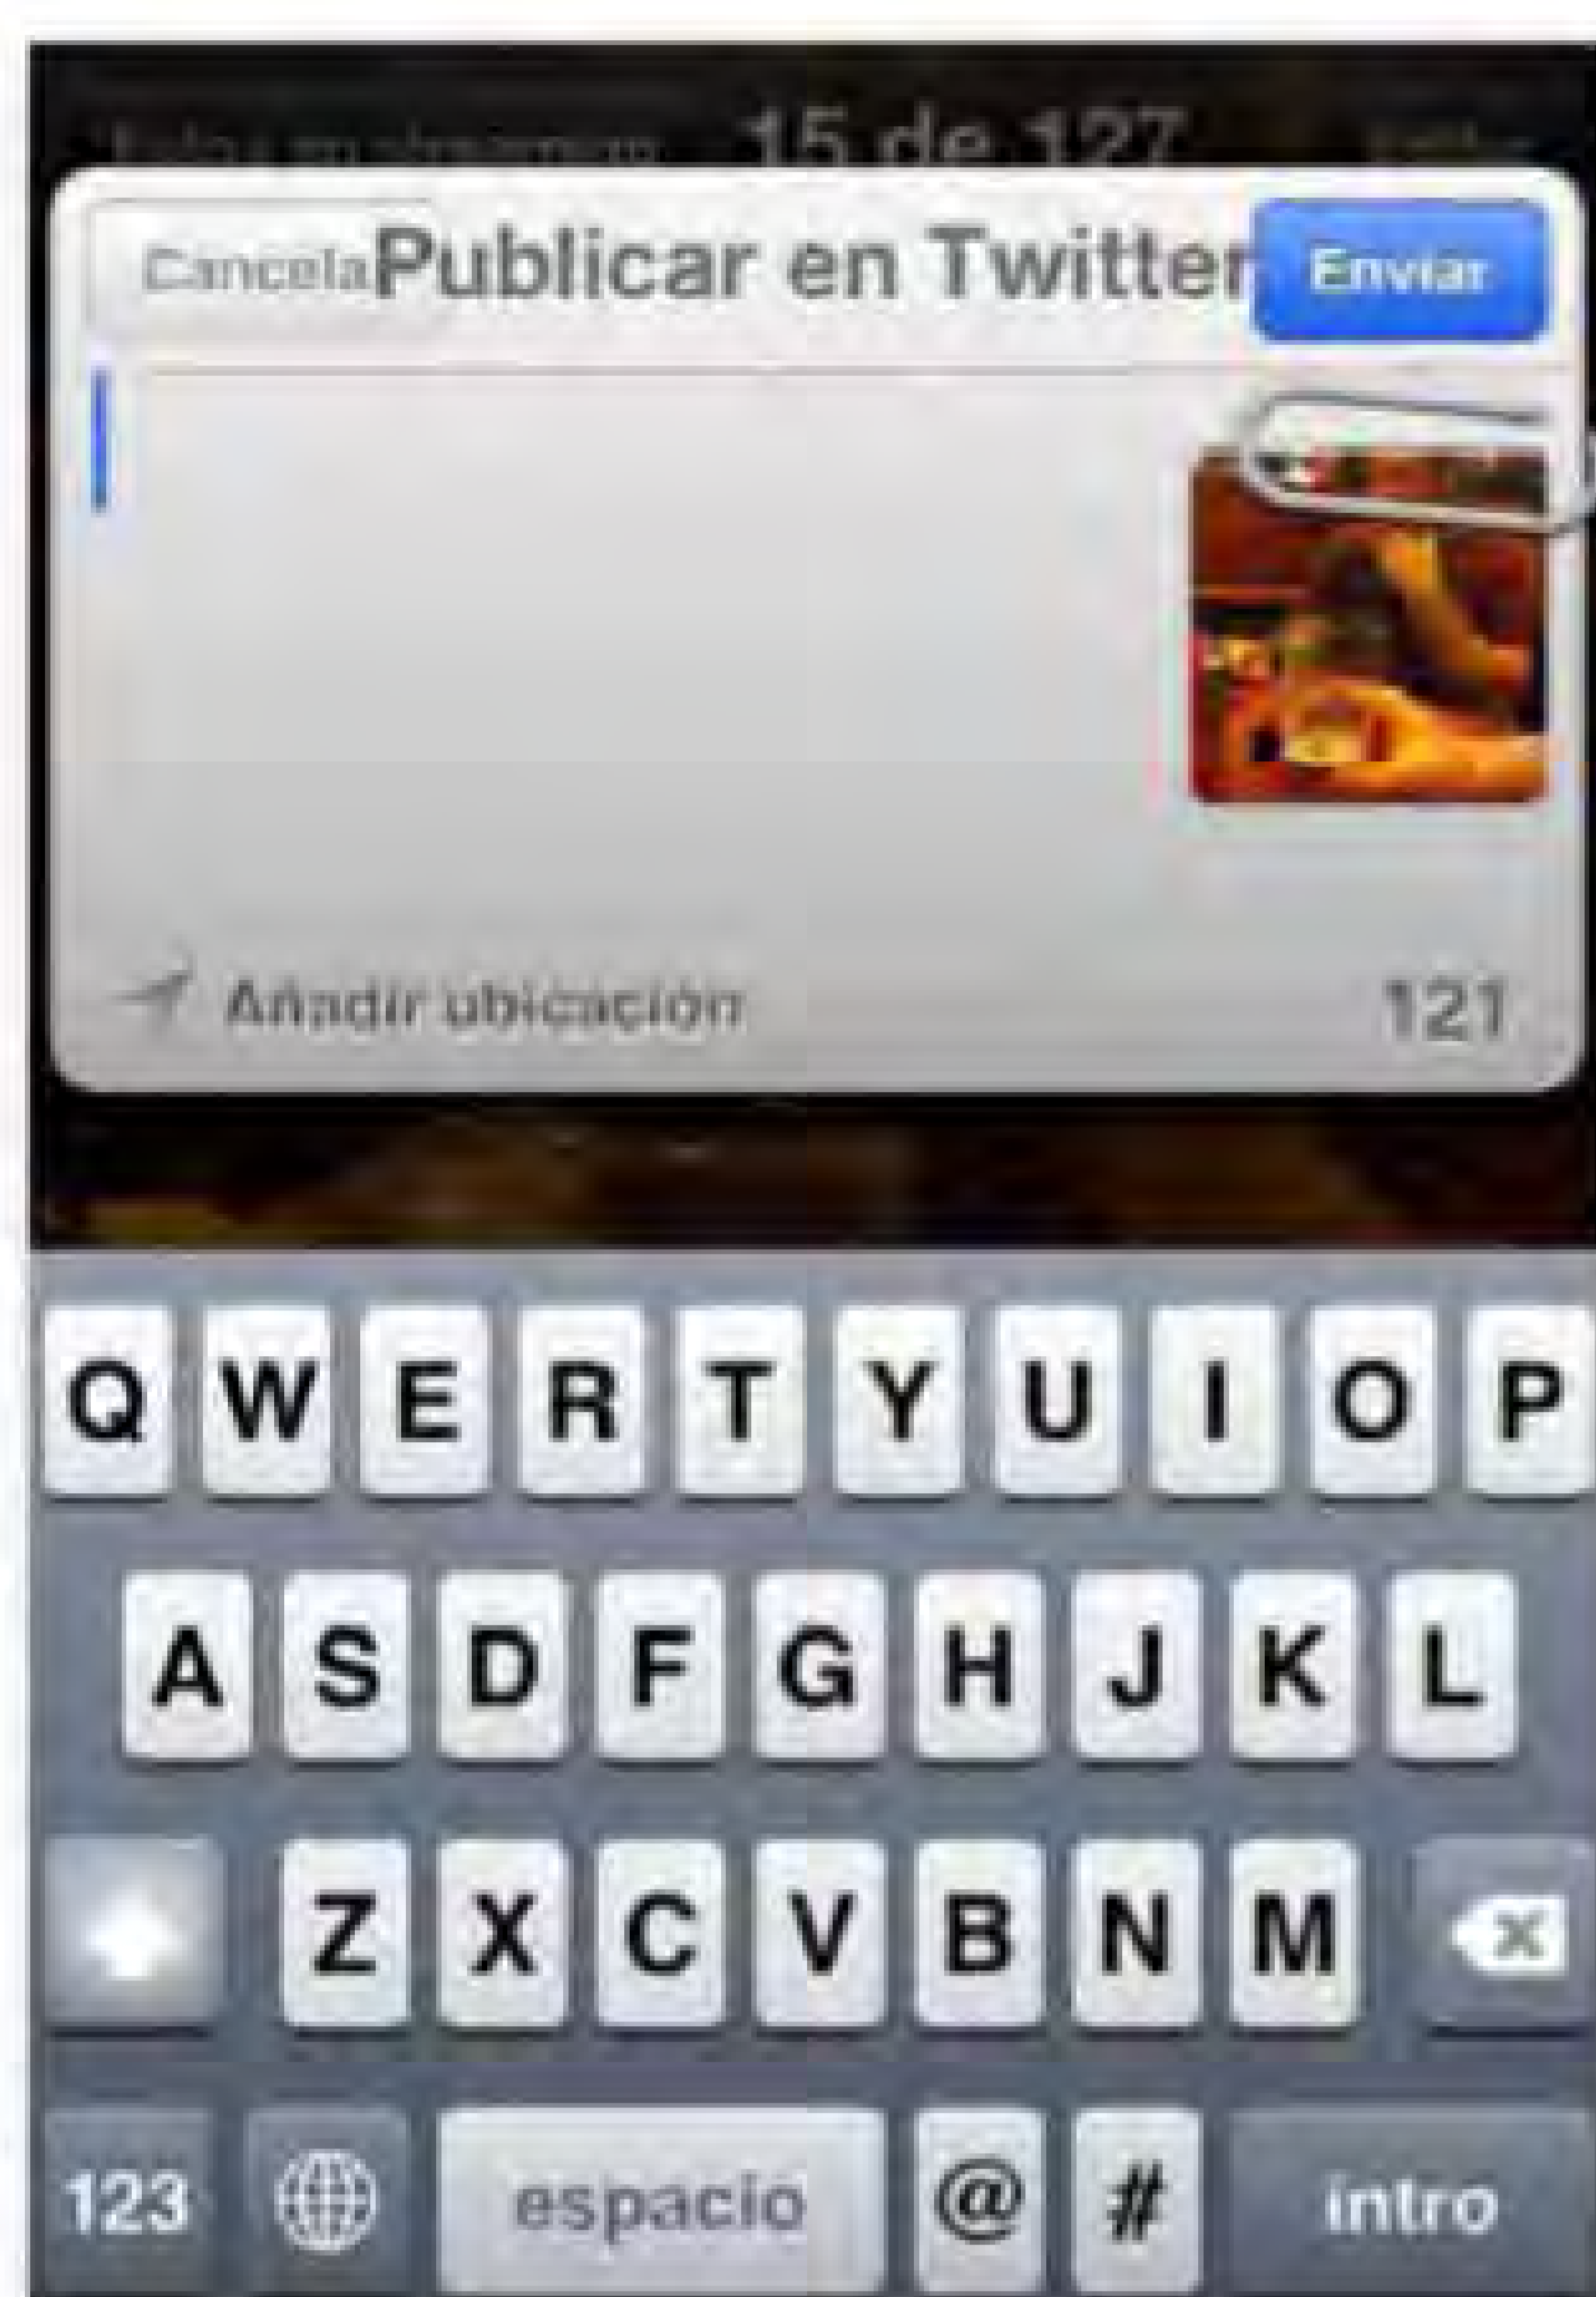 15 de 127
Cancela Publicar en Twitter Enviar
Añadir ubicación 121
Q W E R T Y U I O P
A S D F G H J K L
Z X C V B N M
123 espacio @ # intro